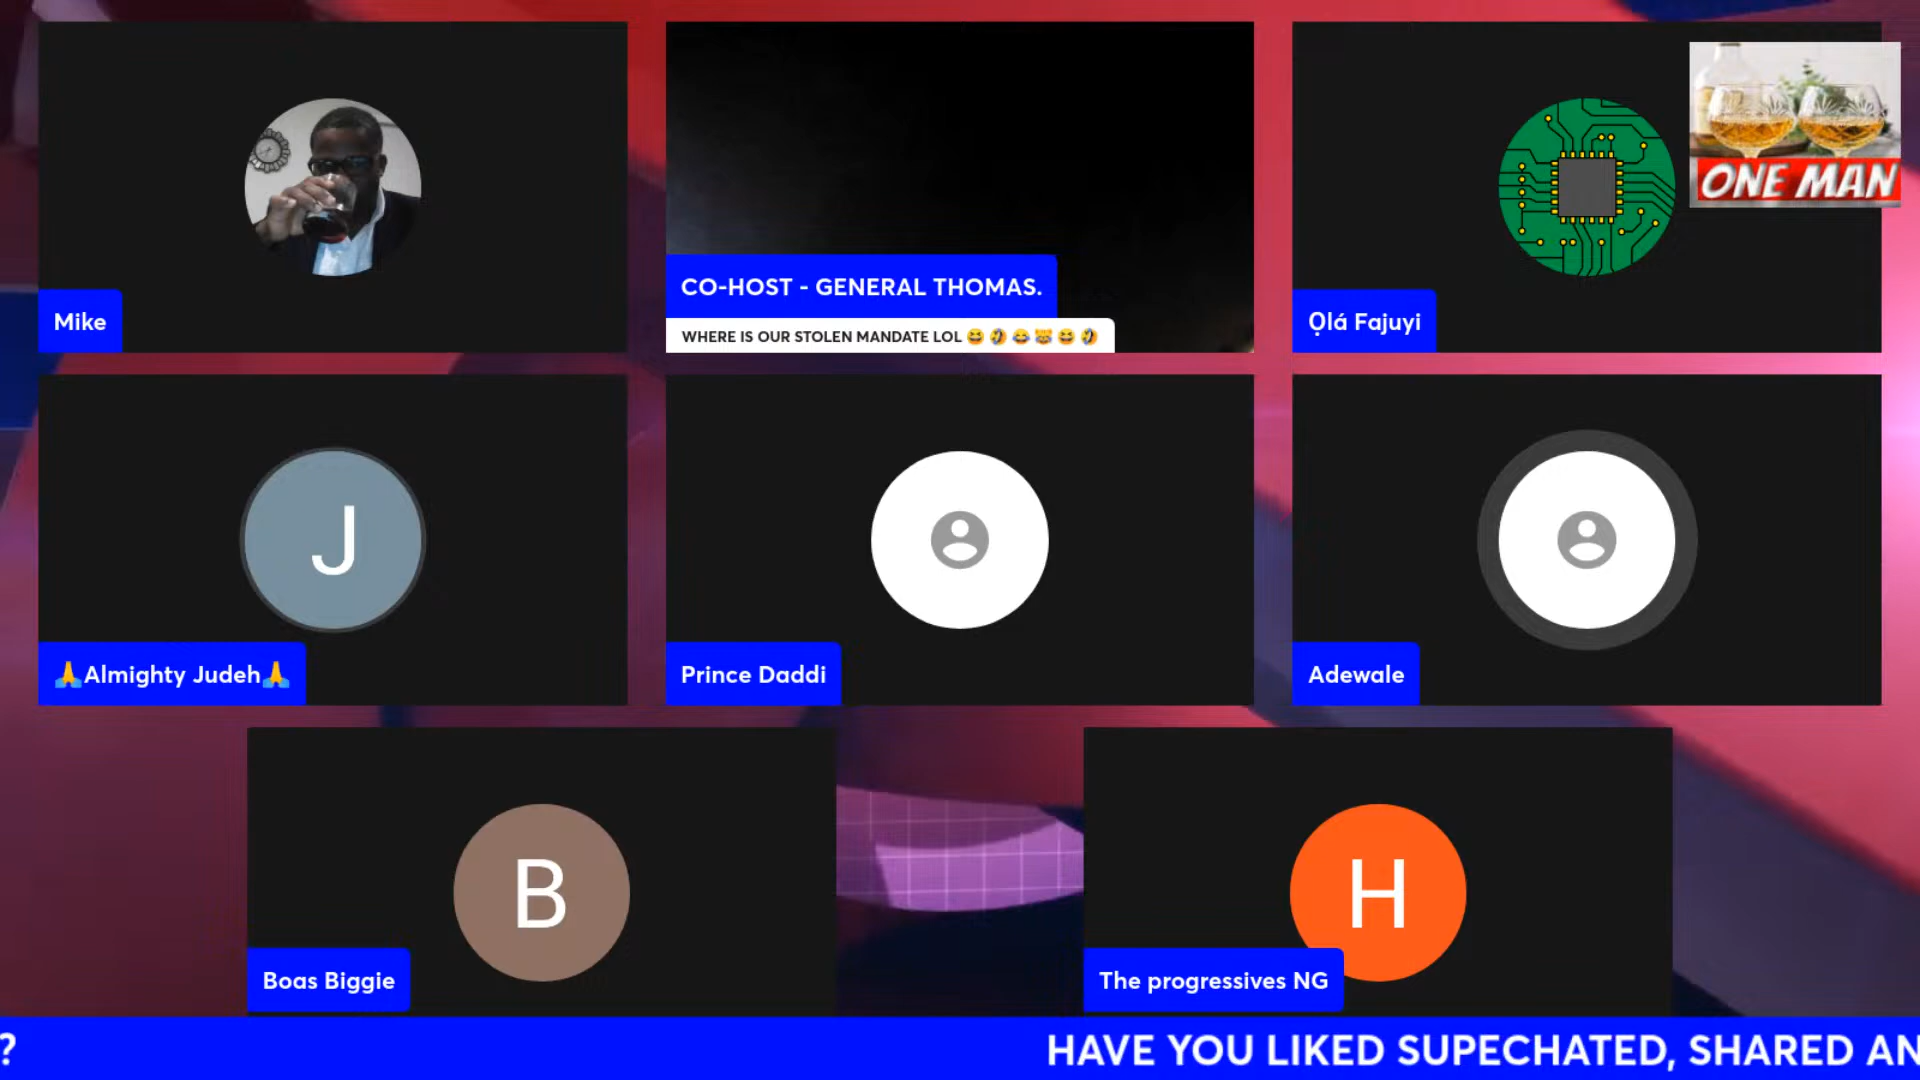 ONE MAN
Mike
CO-HOST - GENERAL THOMAS.
WHERE IS OUR STOLEN MANDATE LOL 😆 🤣 😂 😹 😆 🤣
Ọlá Fajuyi
J
🙏Almighty Judeh🙏
Prince Daddi
Adewale
B
Boas Biggie
H
The progressives NG
? HAVE YOU LIKED SUPECHATED, SHARED AN